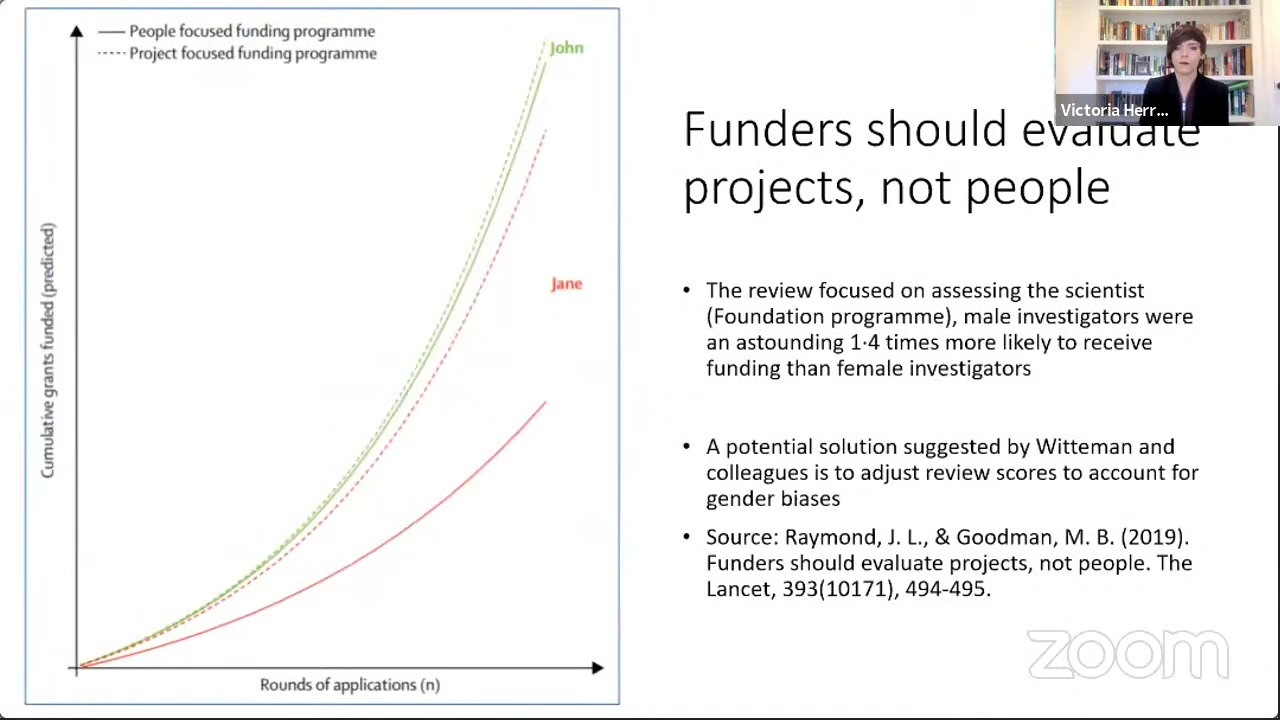 People focused funding programme
Project focused funding programme
John
Jane
Cumulative grants funded (predicted)
Rounds of applications (n)
Victoria Herr...
Funders should evaluate
projects, not people
• The review focused on assessing the scientist
(Foundation programme), male investigators were
an astounding 1·4 times more likely to receive
funding than female investigators
• A potential solution suggested by Witteman and
colleagues is to adjust review scores to account for
gender biases
• Source: Raymond, J. L., & Goodman, M. B. (2019).
Funders should evaluate projects, not people. The
Lancet, 393(10171), 494-495.
zoom